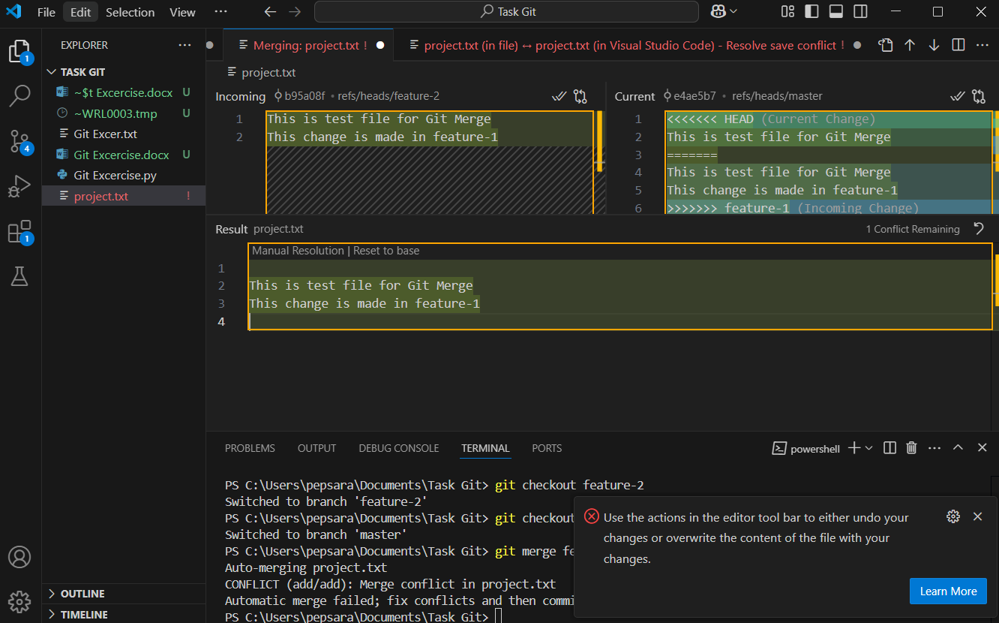 File Edit Selection View ··· Task Git
EXPLORER ···
TASK GIT
~$t Excercise.docx U
~WRL0003.tmp U
Git Excer.txt
Git Excercise.docx U
Git Excercise.py
project.txt !
OUTLINE
TIMELINE
1
4
1
Merging: project.txt ! project.txt (in file) ↔ project.txt (in Visual Studio Code) - Resolve save conflict !
project.txt
Incoming b95a08f • refs/heads/feature-2
1 This is test file for Git Merge
2 This change is made in feature-1
Current e4ae5b7 • refs/heads/master
1 <<<<<<< HEAD (Current Change)
2 This is test file for Git Merge
3 =======
4 This is test file for Git Merge
5 This change is made in feature-1
6 >>>>>>> feature-1 (Incoming Change)
Result project.txt 1 Conflict Remaining
Manual Resolution | Reset to base
1
2 This is test file for Git Merge
3 This change is made in feature-1
4
PROBLEMS OUTPUT DEBUG CONSOLE TERMINAL PORTS powershell
PS C:\Users\pepsara\Documents\Task Git> git checkout feature-2
Switched to branch 'feature-2'
PS C:\Users\pepsara\Documents\Task Git> git checkout
Switched to branch 'master'
PS C:\Users\pepsara\Documents\Task Git> git merge fe
Auto-merging project.txt
CONFLICT (add/add): Merge conflict in project.txt
Automatic merge failed; fix conflicts and then commi
PS C:\Users\pepsara\Documents\Task Git>
Use the actions in the editor tool bar to either undo your
changes or overwrite the content of the file with your
changes.
Learn More